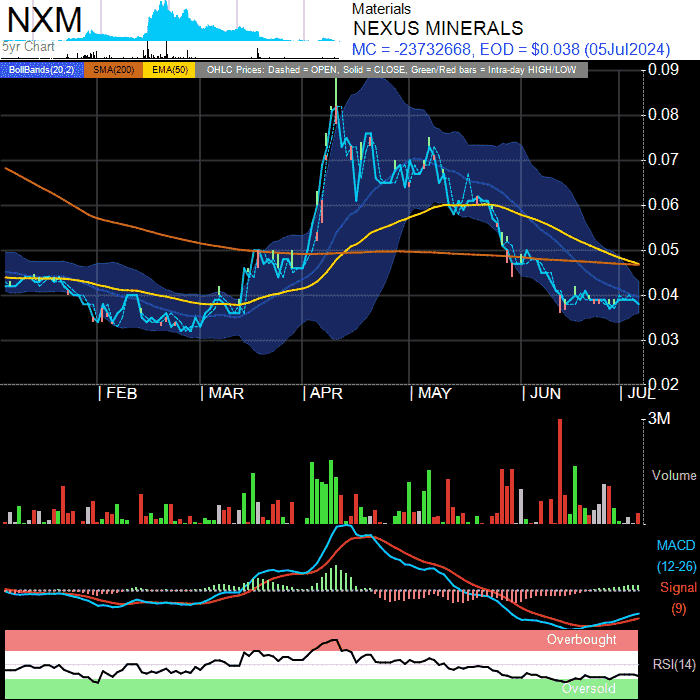 NXM
5yr Chart
Materials
NEXUS MINERALS
MC = -23732668, EOD = $0.038 (05Jul2024)
BollBands(20,2) SMA(200) EMA(50) OHLC Prices: Dashed = OPEN, Solid = CLOSE, Green/Red bars = Intra-day HIGH/LOW
0.09
0.08
0.07
0.06
0.05
0.04
0.03
0.02
FEB MAR APR MAY JUN JUL
3M
Volume
MACD
(12-26)
Signal
(9)
Overbought
RSI(14)
Oversold